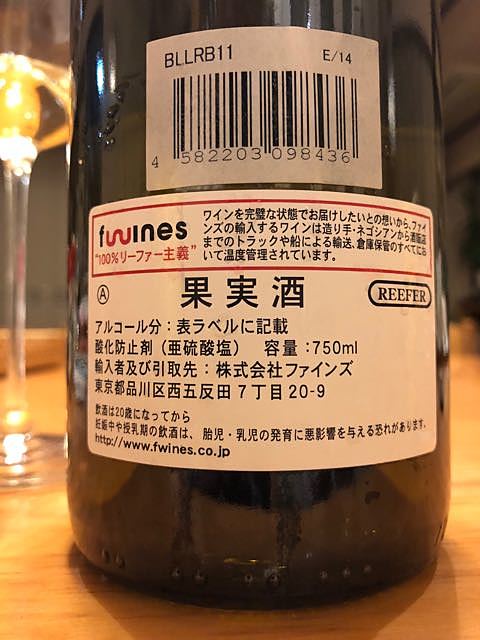 BLLRB11 E/14
4 582203 098436
fwines
"100%リーファー主義"
ワインを完璧な状態でお届けしたいとの想いから、ファイ
ンズの輸入するワインは造り手・ネゴシアンから酒販店
までのトラックや船による輸送、倉庫保管のすべてにお
いて温度管理されています。
Ⓐ 果実酒 REEFER
アルコール分：表ラベルに記載
酸化防止剤（亜硫酸塩） 容量：750ml
輸入者及び引取先：株式会社ファインズ
東京都品川区西五反田７丁目20-9
飲酒は20歳になってから
妊娠中や授乳期の飲酒は、胎児・乳児の発育に悪影響を与える恐れがあります。
http://www.fwines.co.jp